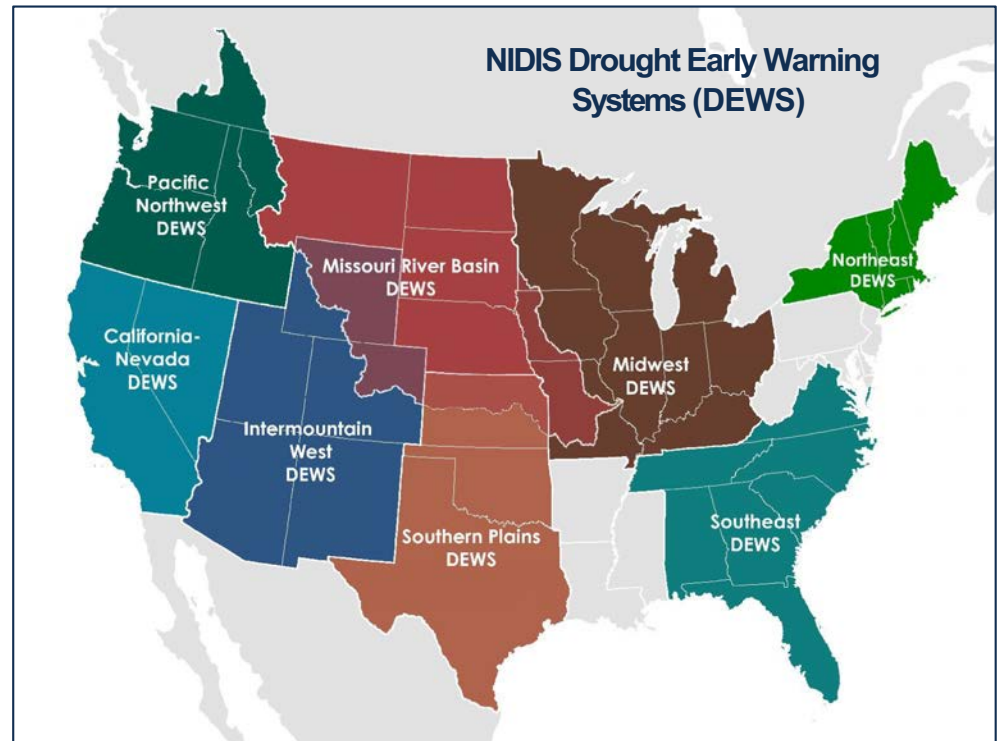 NIDIS Drought Early Warning
Systems (DEWS)
Pacific
Northwest
DEWS
Missouri River Basin
DEWS
Northeast
DEWS
California-
Nevada
DEWS
Midwest
DEWS
Intermountain
West
DEWS
Southern Plains
DEWS
Southeast
DEWS